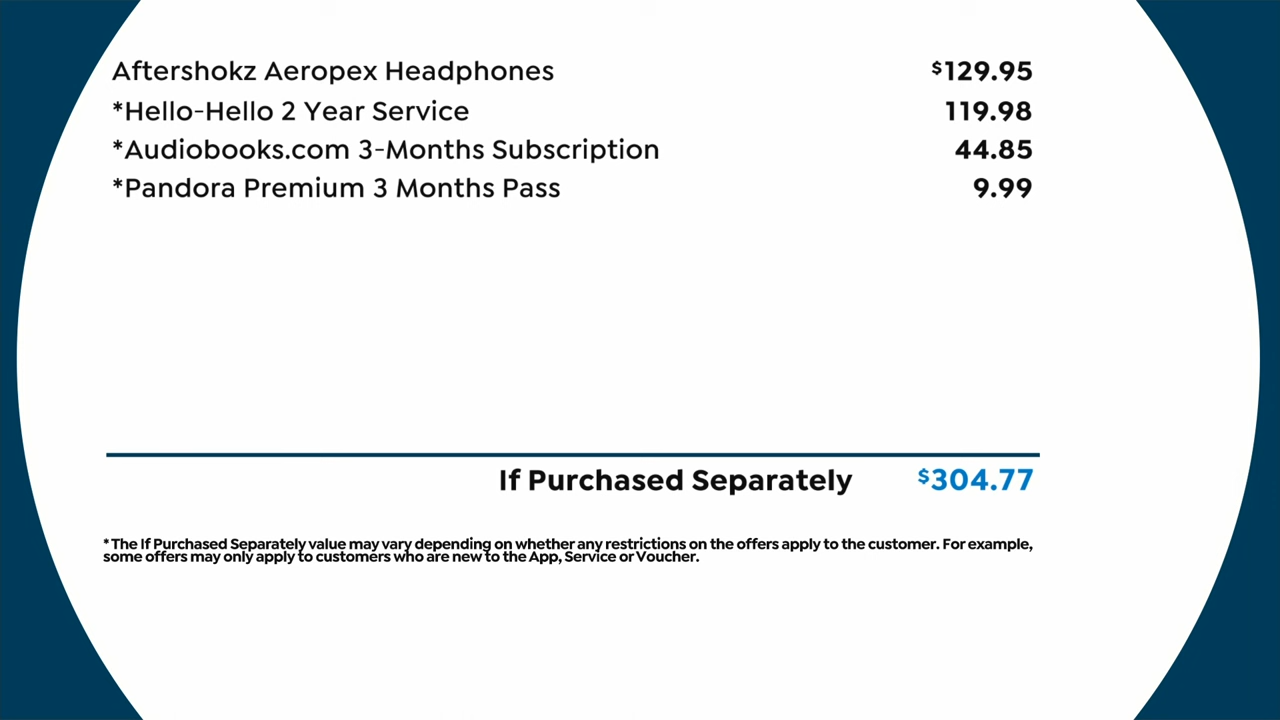 Aftershokz Aeropex Headphones $129.95
*Hello-Hello 2 Year Service 119.98
*Audiobooks.com 3-Months Subscription 44.85
*Pandora Premium 3 Months Pass 9.99
If Purchased Separately $304.77
*The If Purchased Separately value may vary depending on whether any restrictions on the offers apply to the customer. For example,
some offers may only apply to customers who are new to the App, Service or Voucher.